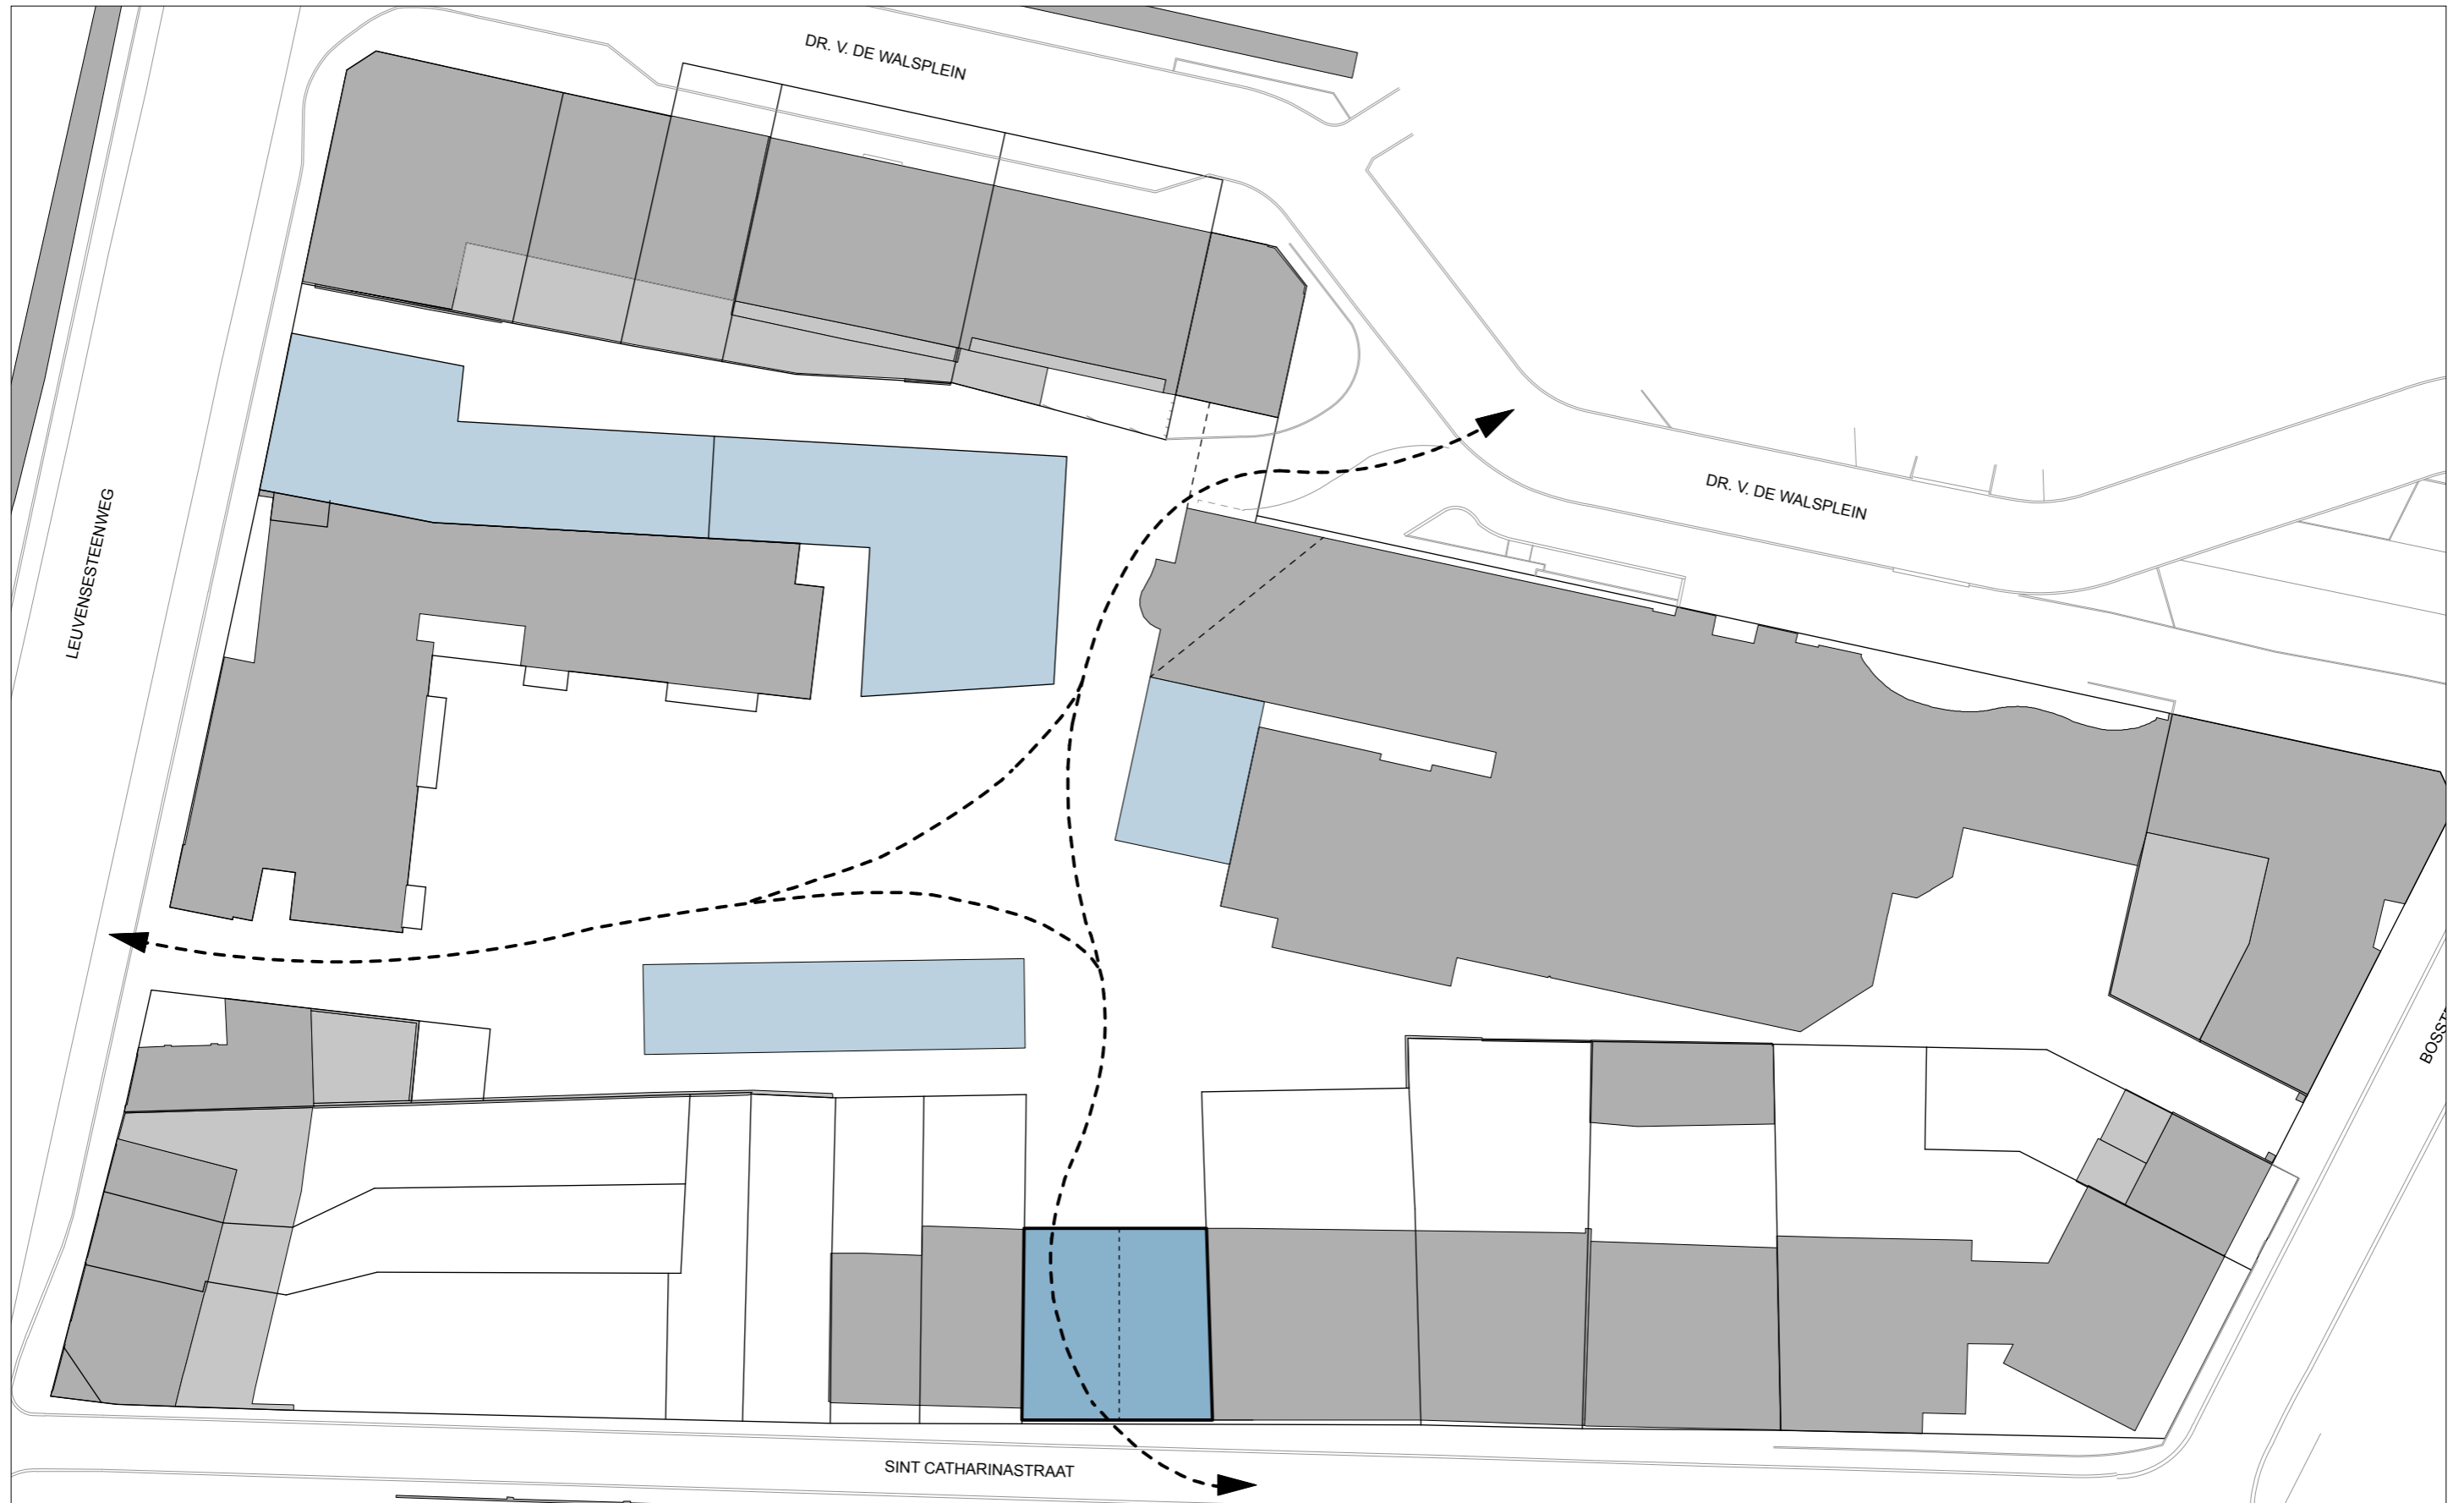 DR. V. DE WALSPLEIN
LEUVENSESTEENWEG
DR. V. DE WALSPLEIN
SINT CATHARINASTRAAT